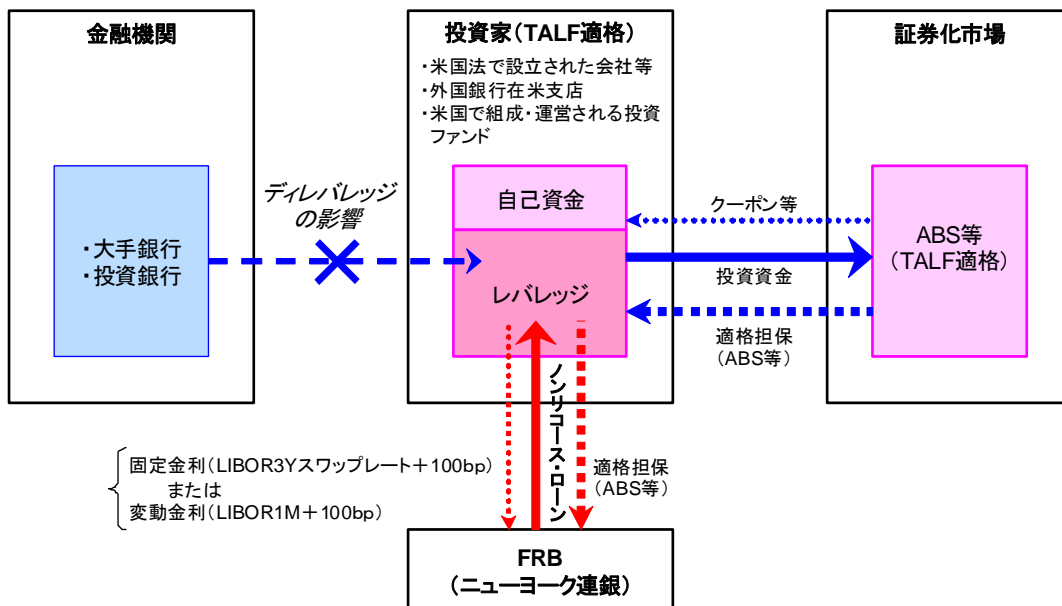 金融機関
・大手銀行
・投資銀行
ディレバレッジ
の影響
投資家（TALF適格）
・米国法で設立された会社等
・外国銀行在米支店
・米国で組成・運営される投資
ファンド
自己資金
レバレッジ
クーポン等
投資資金
適格担保
（ABS等）
証券化市場
ABS等
（TALF適格）
固定金利（LIBOR3Yスワップレート＋100bp）
または
変動金利（LIBOR1M＋100bp）
ノンリコース・ローン
適格担保
（ABS等）
FRB
（ニューヨーク連銀）